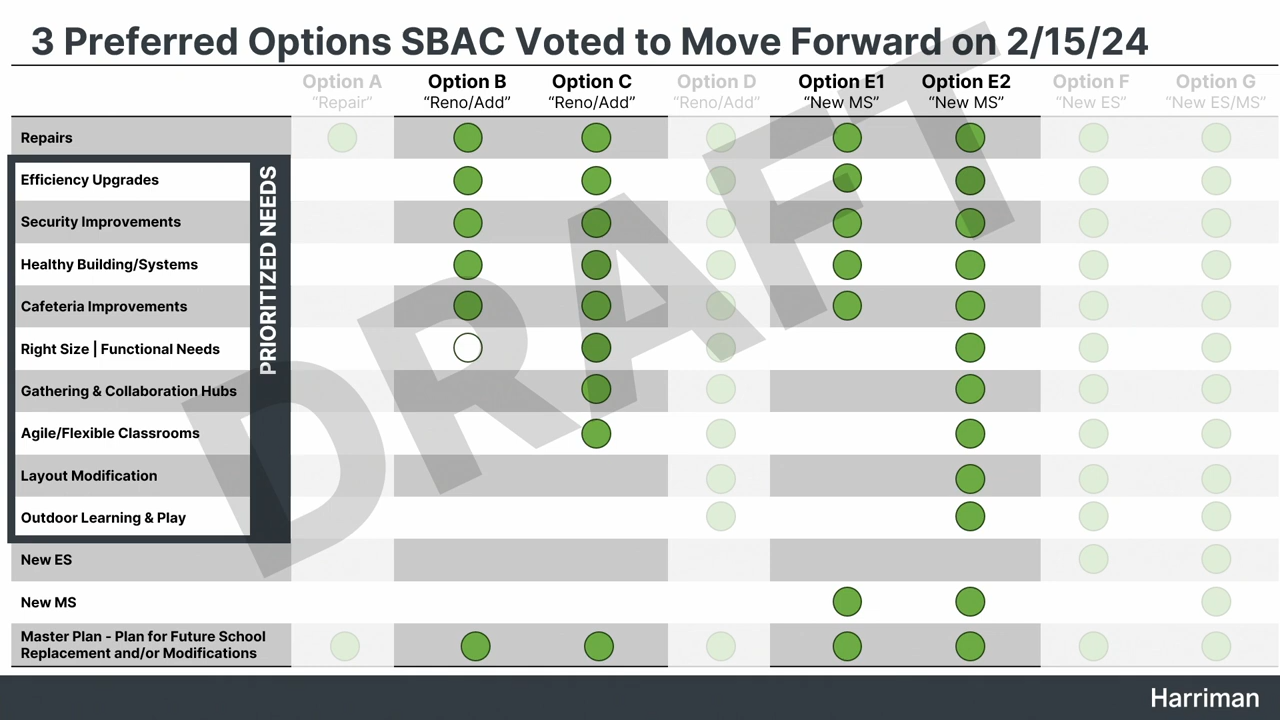 3 Preferred Options SBAC Voted to Move Forward on 2/15/24
Option A Option B Option C Option D Option E1 Option E2 Option F Option G
“Repair” “Reno/Add” “Reno/Add” “Reno/Add” “New MS” “New MS” “New ES” “New ES/MS”
Repairs
PRIORITIZED NEEDS
Efficiency Upgrades
Security Improvements
Healthy Building/Systems
Cafeteria Improvements
Right Size | Functional Needs
Gathering & Collaboration Hubs
Agile/Flexible Classrooms
Layout Modification
Outdoor Learning & Play
New ES
New MS
Master Plan - Plan for Future School
Replacement and/or Modifications
DRAFT
Harriman